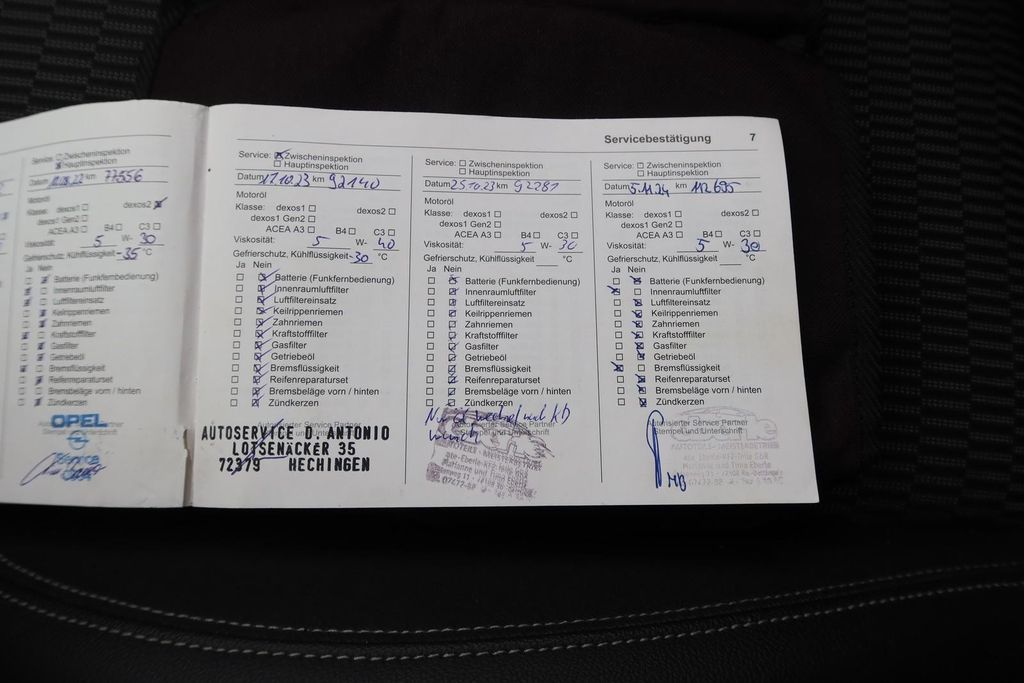 Service: ☐ Zwischeninspektion
☒ Hauptinspektion
Datum km 77556
Motoröl
Klasse: dexos1 ☐ dexos2 ☒
dexos1 Gen2 ☐
ACEA A3 ☐ B4 ☐ C3 ☐
Viskosität: 5 W- 30
Gefrierschutz, Kühlflüssigkeit -35 °C
Ja Nein
Batterie (Funkfernbedienung)
Innenraumluftfilter
Luftfiltereinsatz
Keilrippenriemen
Zahnriemen
Kraftstofffilter
Gasfilter
Getriebeöl
Bremsflüssigkeit
Reifenreparaturset
Bremsbeläge vorn / hinten
Zündkerzen
OPEL
Service
Servicebestätigung 7
Service: ☒ Zwischeninspektion
☐ Hauptinspektion
Datum 17.10.23 km 92140
Motoröl
Klasse: dexos1 ☐ dexos2 ☐
dexos1 Gen2 ☐
ACEA A3 ☐ B4 ☐ C3 ☐
Viskosität: 5 W- 40
Gefrierschutz, Kühlflüssigkeit -30 °C
Ja Nein
Batterie (Funkfernbedienung)
Innenraumluftfilter
Luftfiltereinsatz
Keilrippenriemen
Zahnriemen
Kraftstofffilter
Gasfilter
Getriebeöl
Bremsflüssigkeit
Reifenreparaturset
Bremsbeläge vorn / hinten
Zündkerzen
AUTOSERVICE D. ANTONIO
LOTSENÄCKER 35
72379 HECHINGEN
Service: ☐ Zwischeninspektion
☐ Hauptinspektion
Datum 25.10.23 km 92281
Motoröl
Klasse: dexos1 ☐ dexos2 ☐
dexos1 Gen2 ☐
ACEA A3 ☐ B4 ☐ C3 ☐
Viskosität: 5 W- 30
Gefrierschutz, Kühlflüssigkeit °C
Ja Nein
Batterie (Funkfernbedienung)
Innenraumluftfilter
Luftfiltereinsatz
Keilrippenriemen
Zahnriemen
Kraftstofffilter
Gasfilter
Getriebeöl
Bremsflüssigkeit
Reifenreparaturset
Bremsbeläge vorn / hinten
Zündkerzen
Service Partner
Stempel und Unterschrift
Service: ☐ Zwischeninspektion
☐ Hauptinspektion
Datum 5.11.24 km 112695
Motoröl
Klasse: dexos1 ☐ dexos2 ☐
dexos1 Gen2 ☐
ACEA A3 ☐ B4 ☐ C3 ☐
Viskosität: 5 W- 30
Gefrierschutz, Kühlflüssigkeit °C
Ja Nein
Batterie (Funkfernbedienung)
Innenraumluftfilter
Luftfiltereinsatz
Keilrippenriemen
Zahnriemen
Kraftstofffilter
Gasfilter
Getriebeöl
Bremsflüssigkeit
Reifenreparaturset
Bremsbeläge vorn / hinten
Zündkerzen
Autorisierter Service Partner
Stempel und Unterschrift
MB